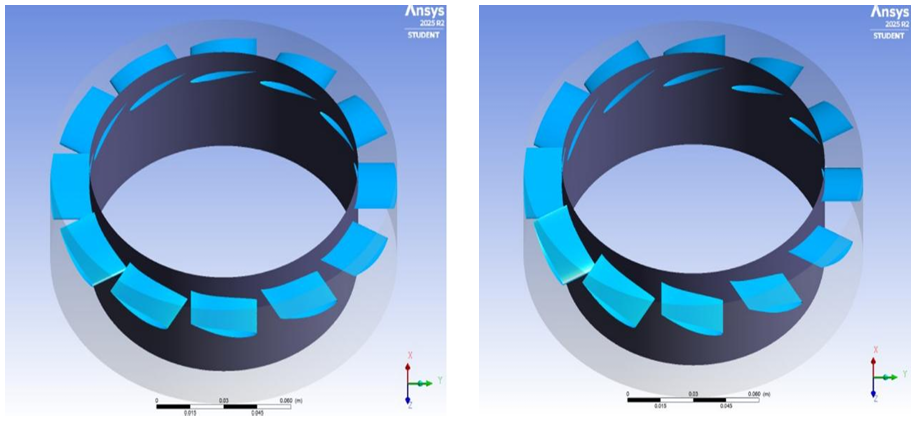 Ansys
2025 R2
STUDENT
X
Y
Z
0 0.03 0.060 (m)
0.015 0.045
Ansys
2025 R2
STUDENT
X
Y
Z
0 0.03 0.060 (m)
0.015 0.045